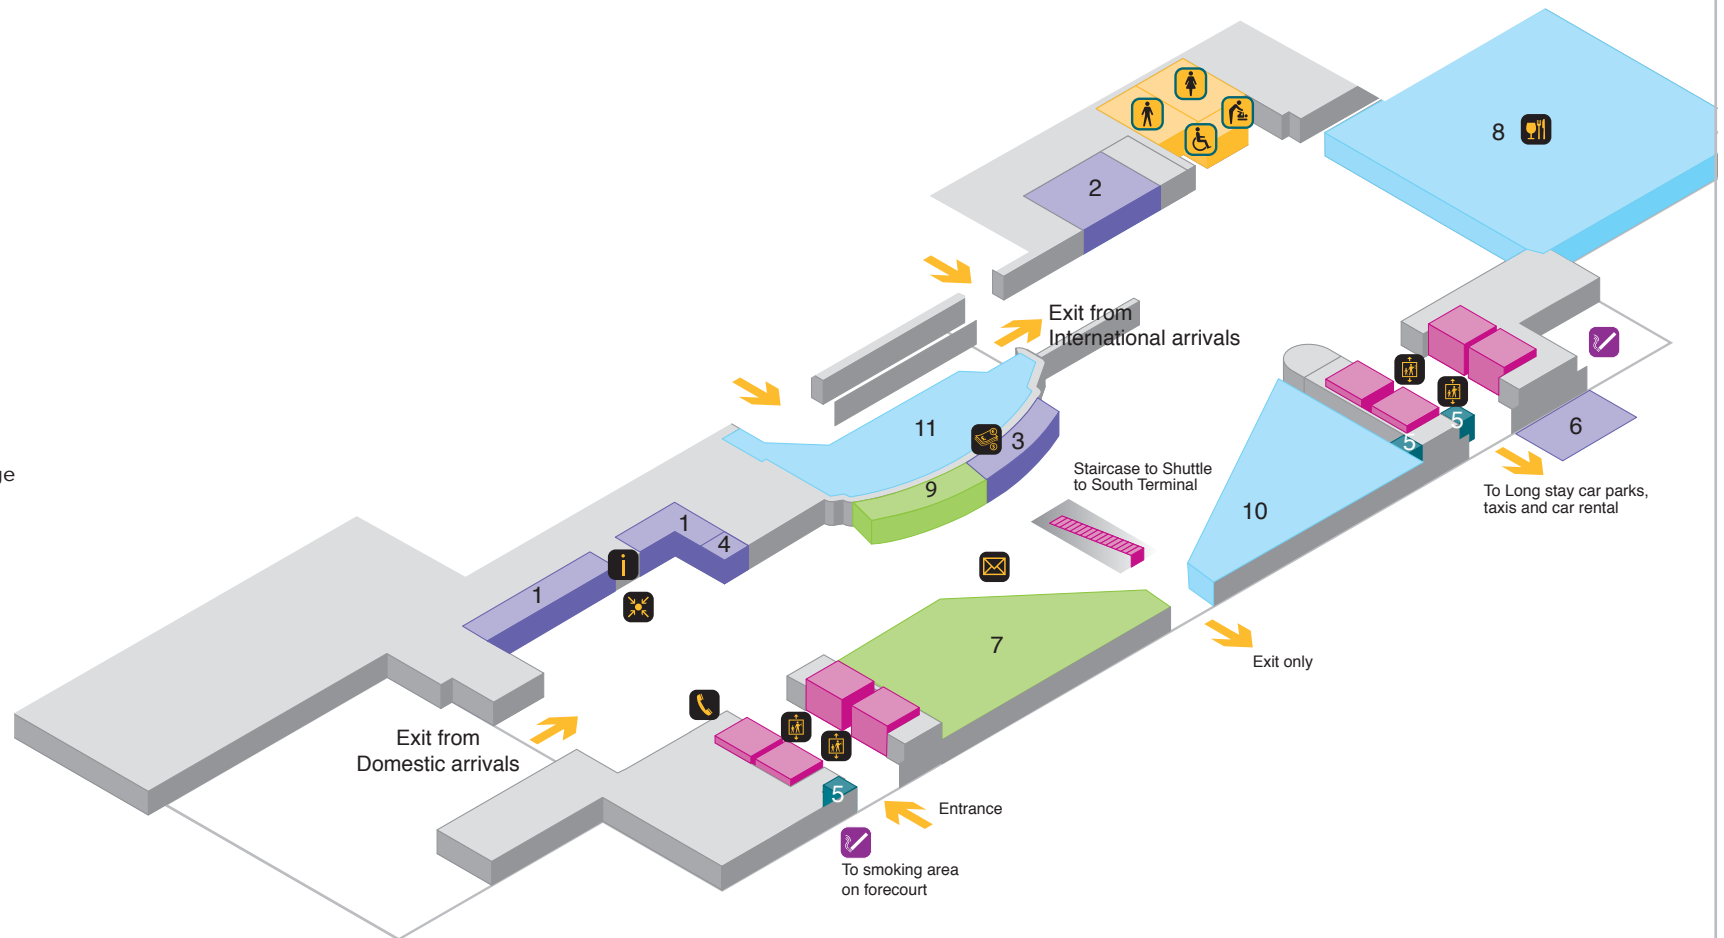 8
2
Exit from
International arrivals
11
3
9
6
5
5
Staircase to Shuttle
to South Terminal
To Long stay car parks,
taxis and car rental
10
ge
1
4
i
1
7
Exit only
Exit from
Domestic arrivals
5
Entrance
To smoking area
on forecourt